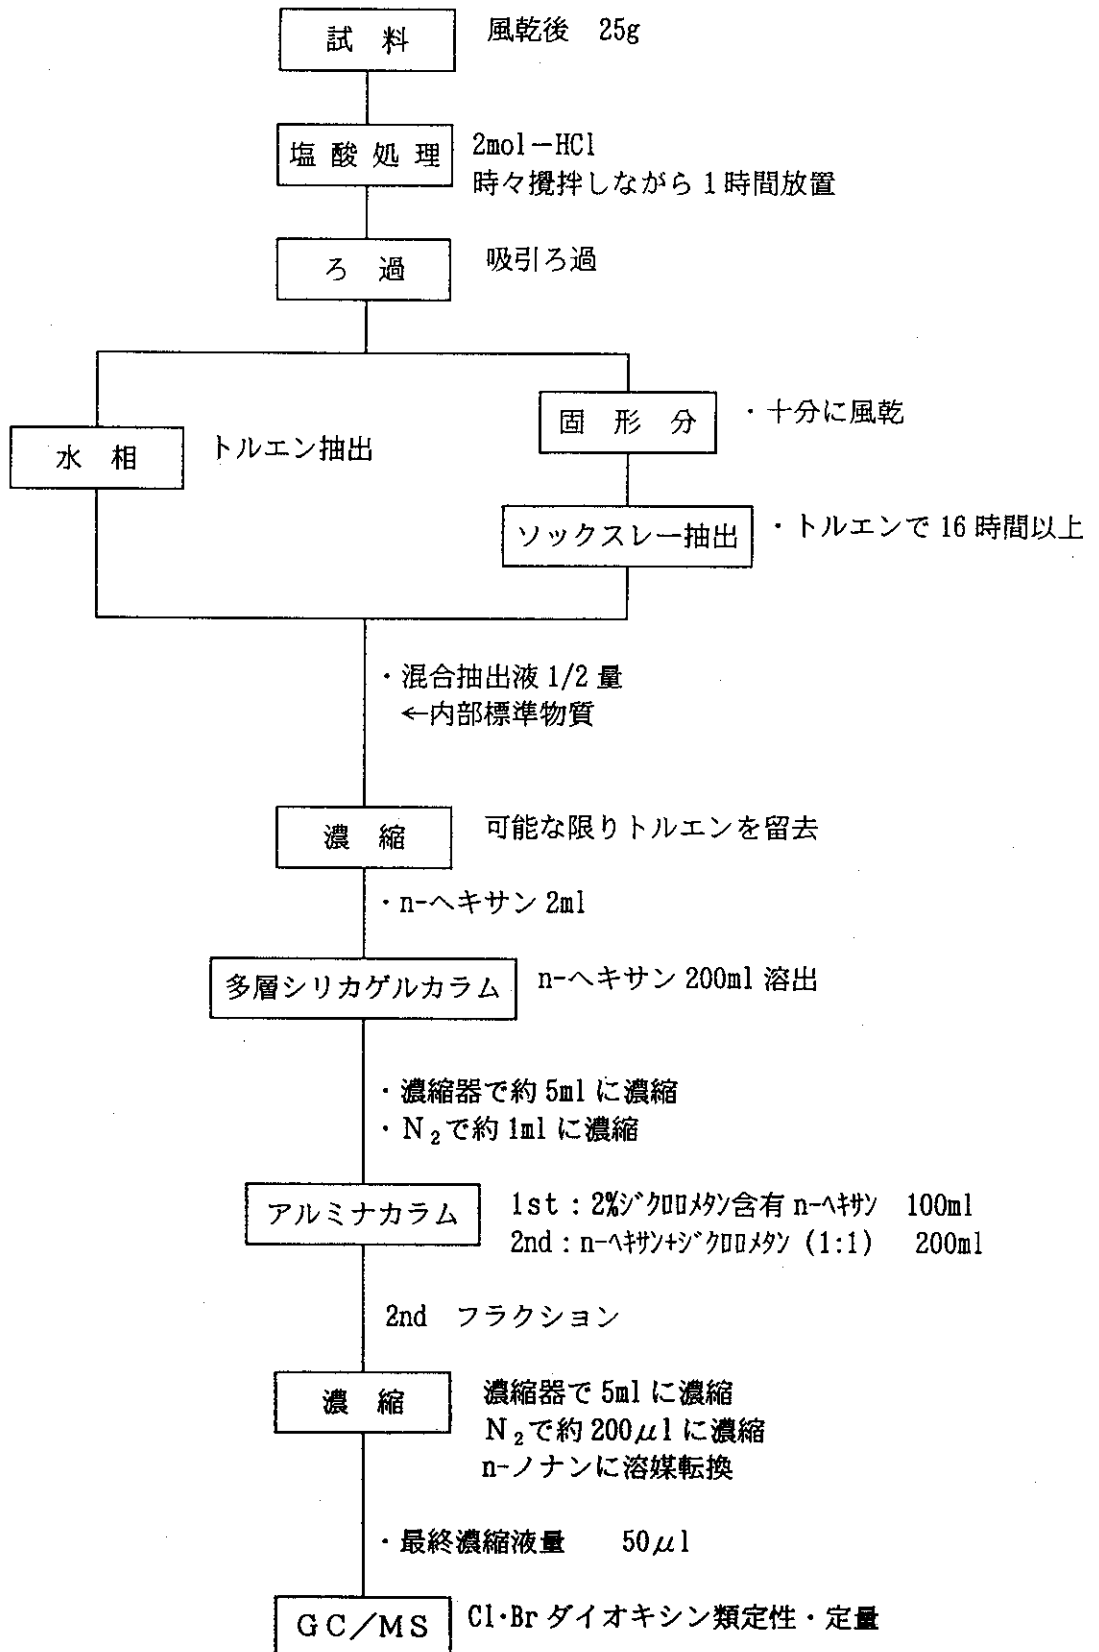 試料 風乾後 25g
塩酸処理 2mol-HCl
時々攪拌しながら1時間放置
ろ過 吸引ろ過
固形分 ・十分に風乾
水相 トルエン抽出
ソックスレー抽出 ・トルエンで16時間以上
・混合抽出液1/2量
←内部標準物質
濃縮 可能な限りトルエンを留去
・n-ヘキサン2ml
多層シリカゲルカラム n-ヘキサン200ml溶出
・濃縮器で約5mlに濃縮
・N₂で約1mlに濃縮
アルミナカラム 1st:2%ジクロロメタン含有n-ヘキサン 100ml
2nd:n-ヘキサン+ジクロロメタン(1:1) 200ml
2nd フラクション
濃縮 濃縮器で5mlに濃縮
N₂で約200μlに濃縮
n-ノナンに溶媒転換
・最終濃縮液量 50μl
GC/MS Cl・Brダイオキシン類定性・定量